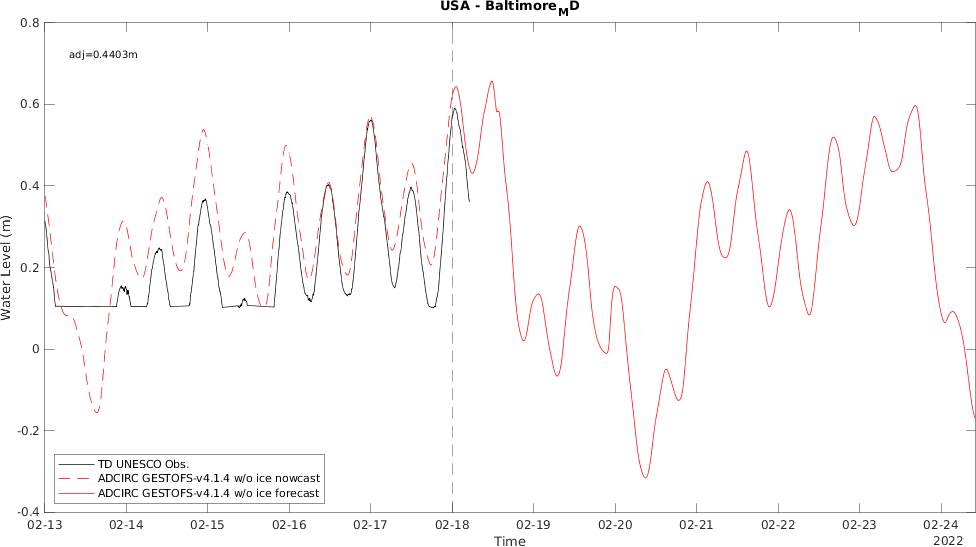 USA - Baltimore_MD
0.8
adj=0.4403m
0.6
0.4
0.2
0
-0.2
-0.4
Water Level (m)
TD UNESCO Obs.
ADCIRC GESTOFS-v4.1.4 w/o ice nowcast
ADCIRC GESTOFS-v4.1.4 w/o ice forecast
02-13 02-14 02-15 02-16 02-17 02-18 02-19 02-20 02-21 02-22 02-23 02-24
Time
2022